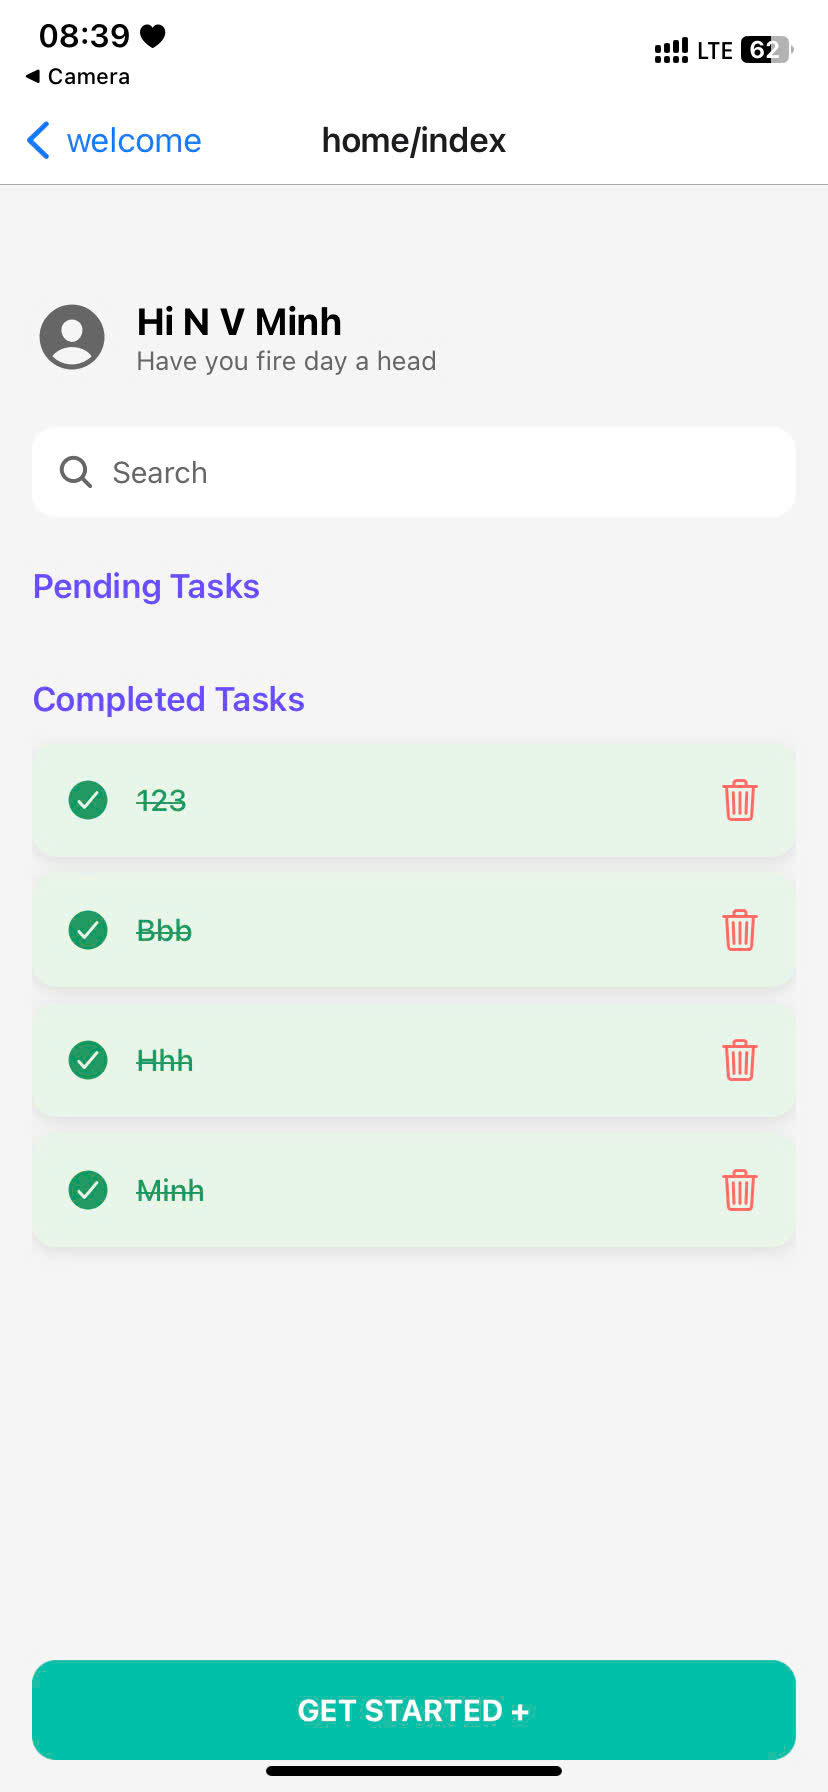 08:39
LTE 62
Camera
welcome home/index
Hi N V Minh
Have you fire day a head
Search
Pending Tasks
Completed Tasks
123
Bbb
Hhh
Minh
GET STARTED +